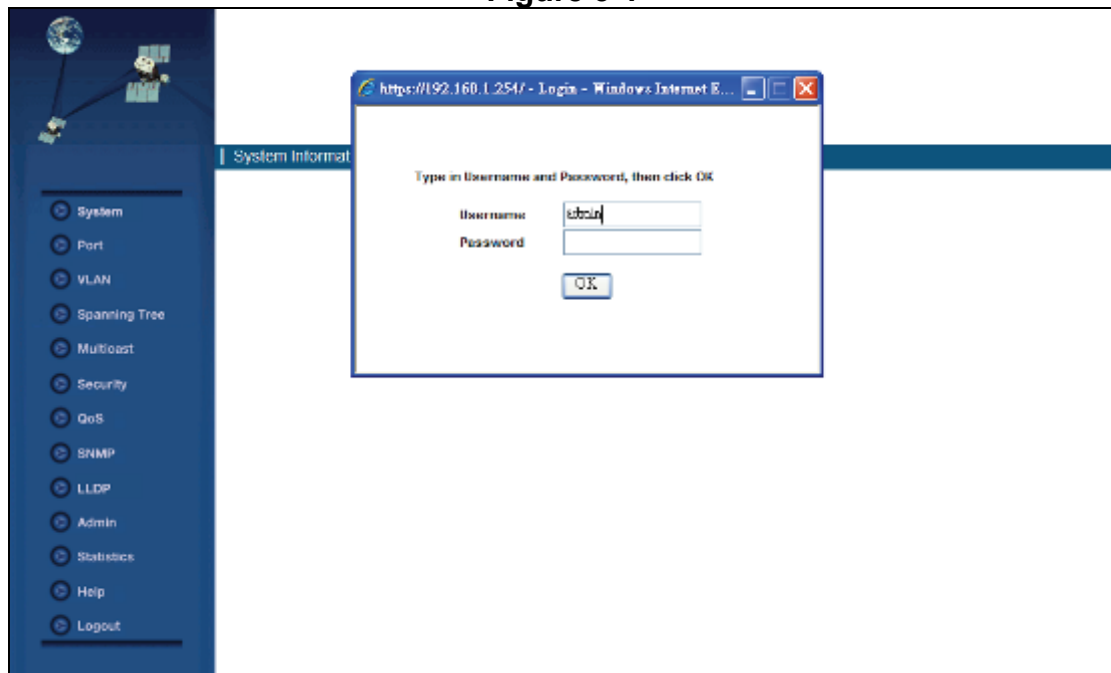 https://192.168.1.254/ - Login - Windows Internet E...
System Informat
Type in Username and Password, then click OK
Username admin
Password
OK
System
Port
VLAN
Spanning Tree
Multicast
Security
QoS
SNMP
LLDP
Admin
Statistics
Help
Logout